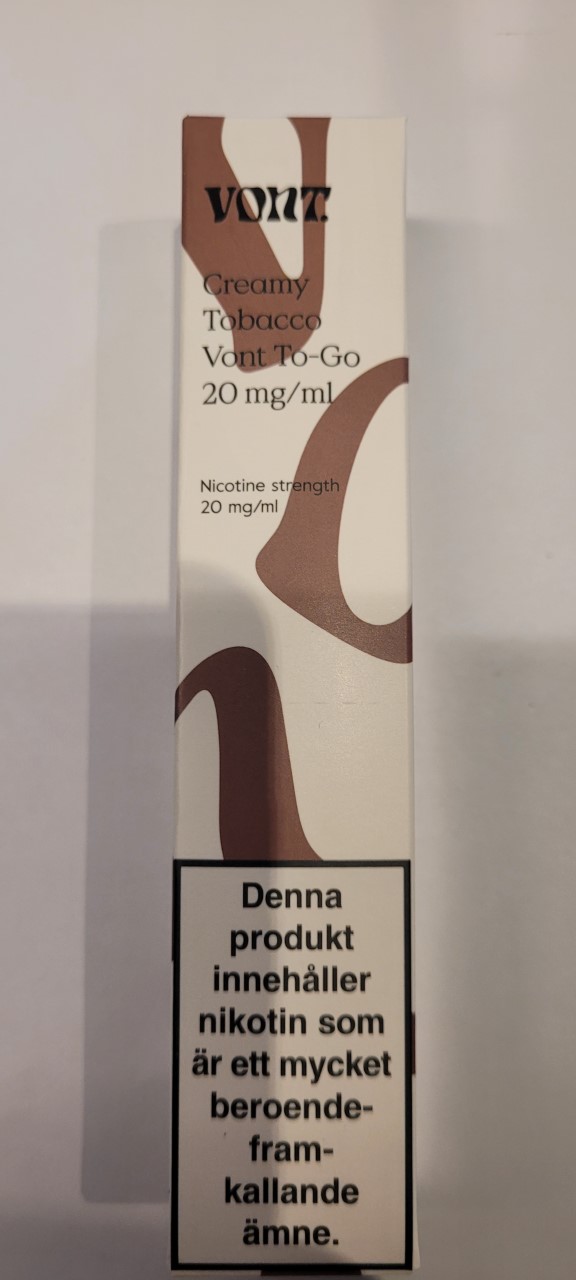 VONT.
Creamy
Tobacco
Vont To-Go
20 mg/ml
Nicotine strength
20 mg/ml
Denna
produkt
innehåller
nikotin som
är ett mycket
beroende-
fram-
kallande
ämne.